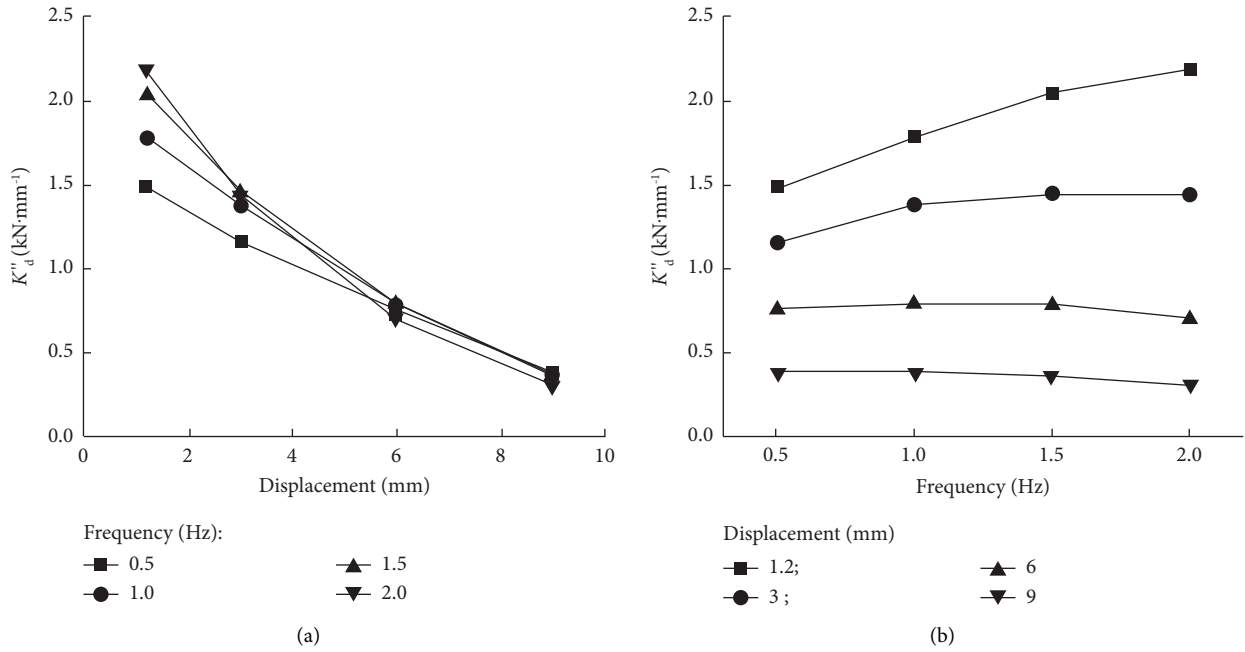 2.5
2.0
1.5
1.0
0.5
0.0
K"d (kN·mm-1)
0 2 4 6 8 10
Displacement (mm)
Frequency (Hz):
0.5 1.5
1.0 2.0
(a)
2.5
2.0
1.5
1.0
0.5
0.0
K"d (kN·mm-1)
0.5 1.0 1.5 2.0
Frequency (Hz)
Displacement (mm)
1.2; 6
3 ; 9
(b)